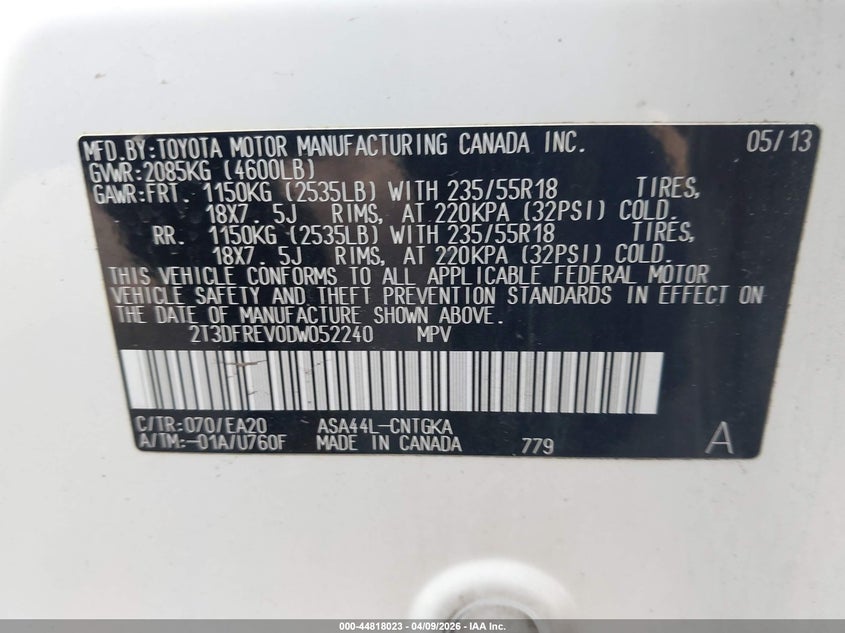 MFD.BY:TOYOTA MOTOR MANUFACTURING CANADA INC. 05/13
GVWR:2085KG (4600LB)
GAWR:FRT. 1150KG (2535LB) WITH 235/55R18 TIRES,
18X7. 5J RIMS, AT 220KPA (32PSI) COLD.
RR. 1150KG (2535LB) WITH 235/55R18 TIRES,
18X7. 5J RIMS, AT 220KPA (32PSI) COLD.
THIS VEHICLE CONFORMS TO ALL APPLICABLE FEDERAL MOTOR
VEHICLE SAFETY AND THEFT PREVENTION STANDARDS IN EFFECT ON
THE DATE OF MANUFACTURE SHOWN ABOVE.
2T3DFREV0DW052240 MPV
C/TR:070/EA20 ASA44L-CNTGKA
A/TM:-01A/U760F MADE IN CANADA 779 A
000-44818023 - 04/09/2026 - IAA Inc.